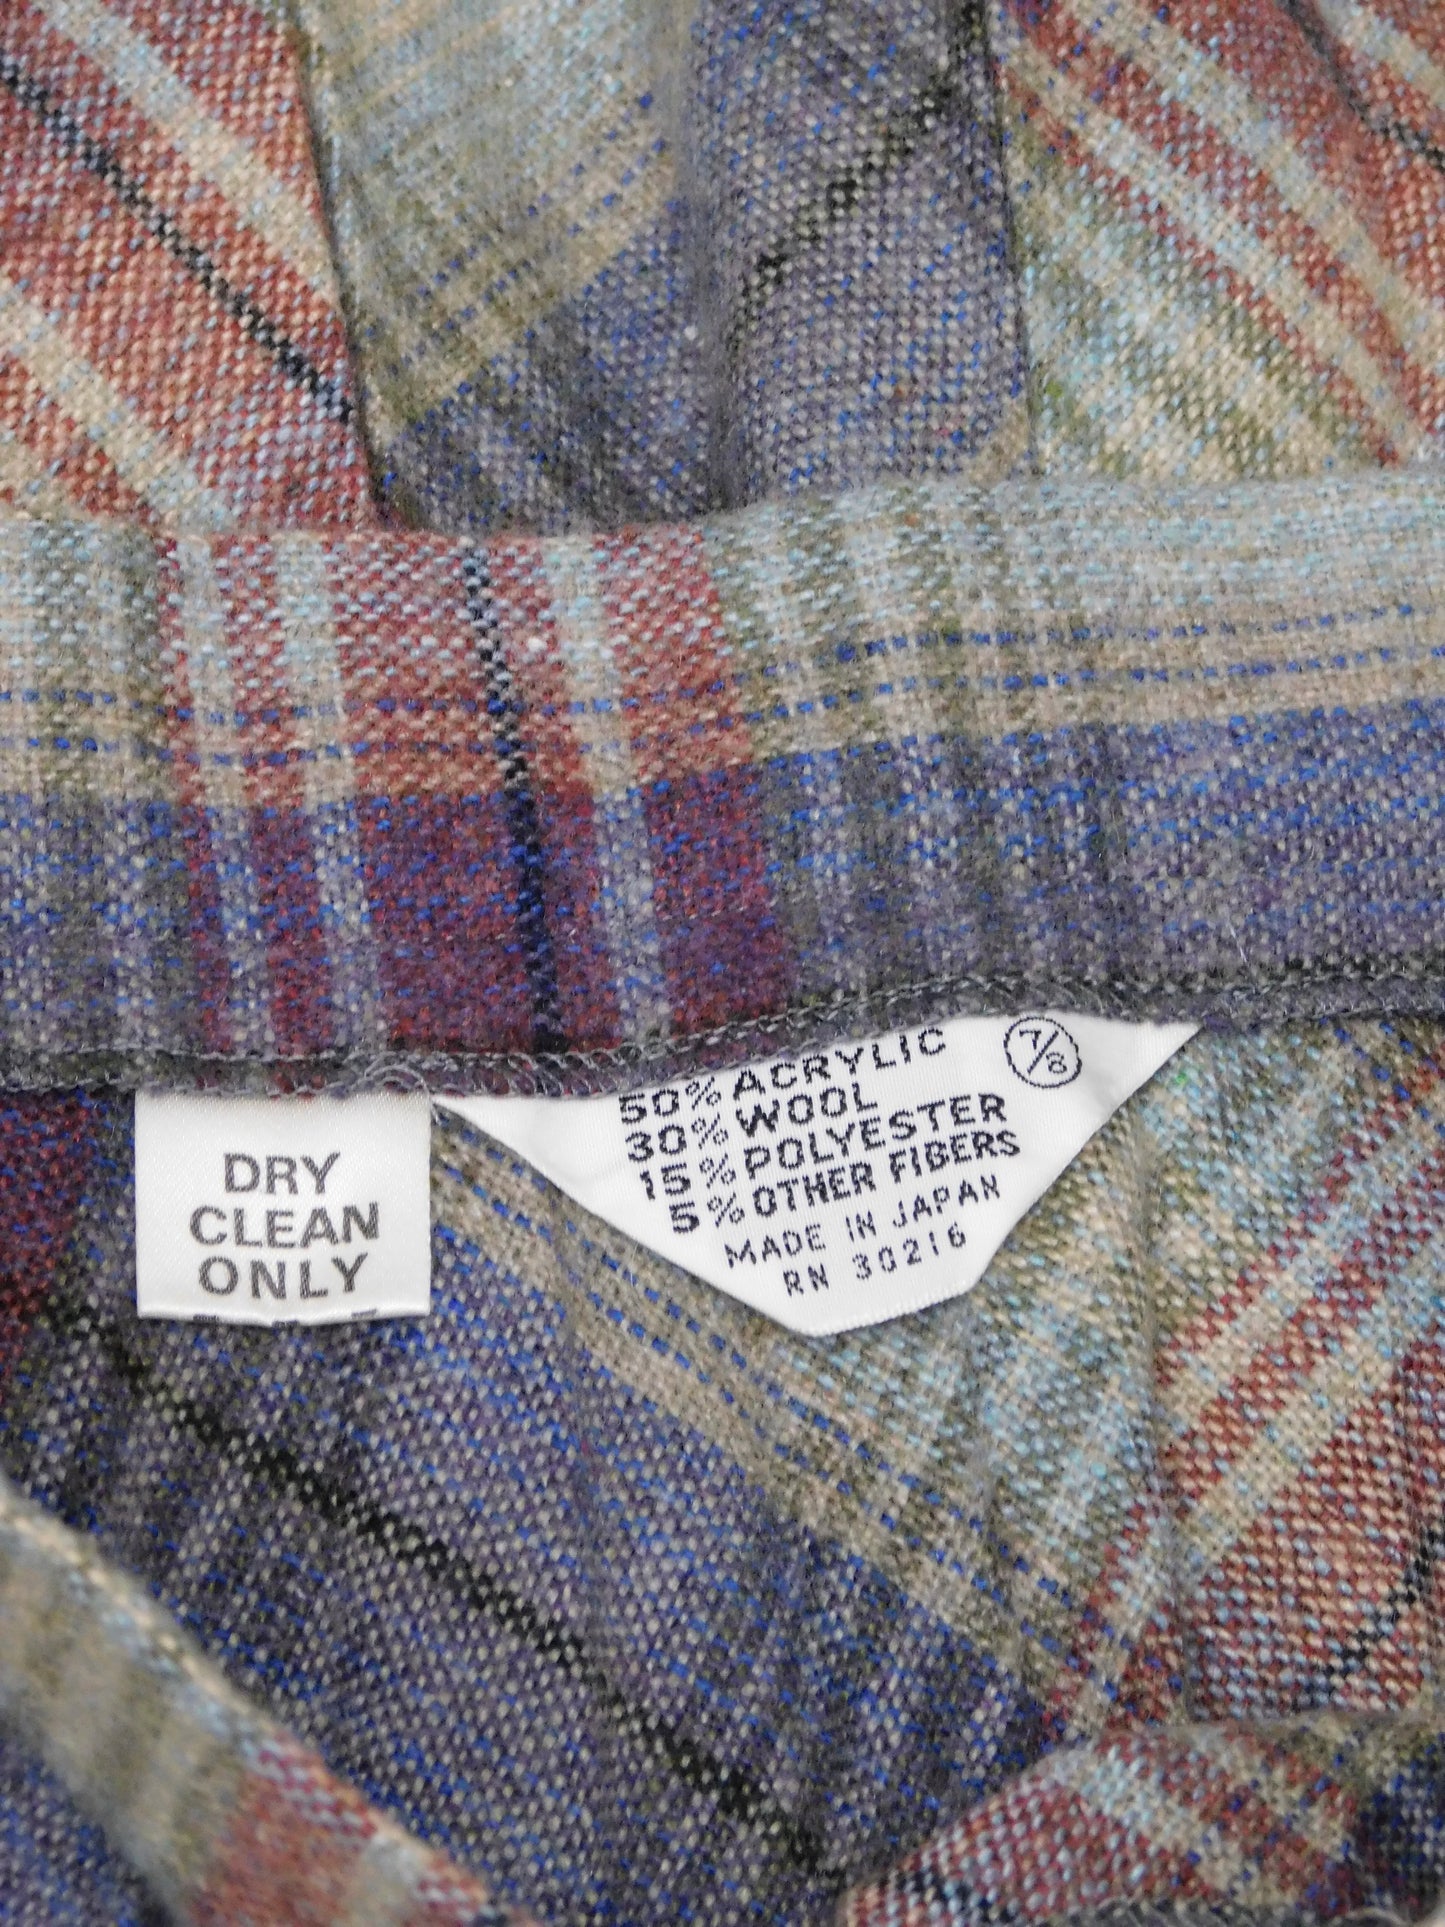 DRY
CLEAN
ONLY
7/8
50% ACRYLIC
30% WOOL
15% POLYESTER
5% OTHER FIBERS
MADE IN JAPAN
RN 30216